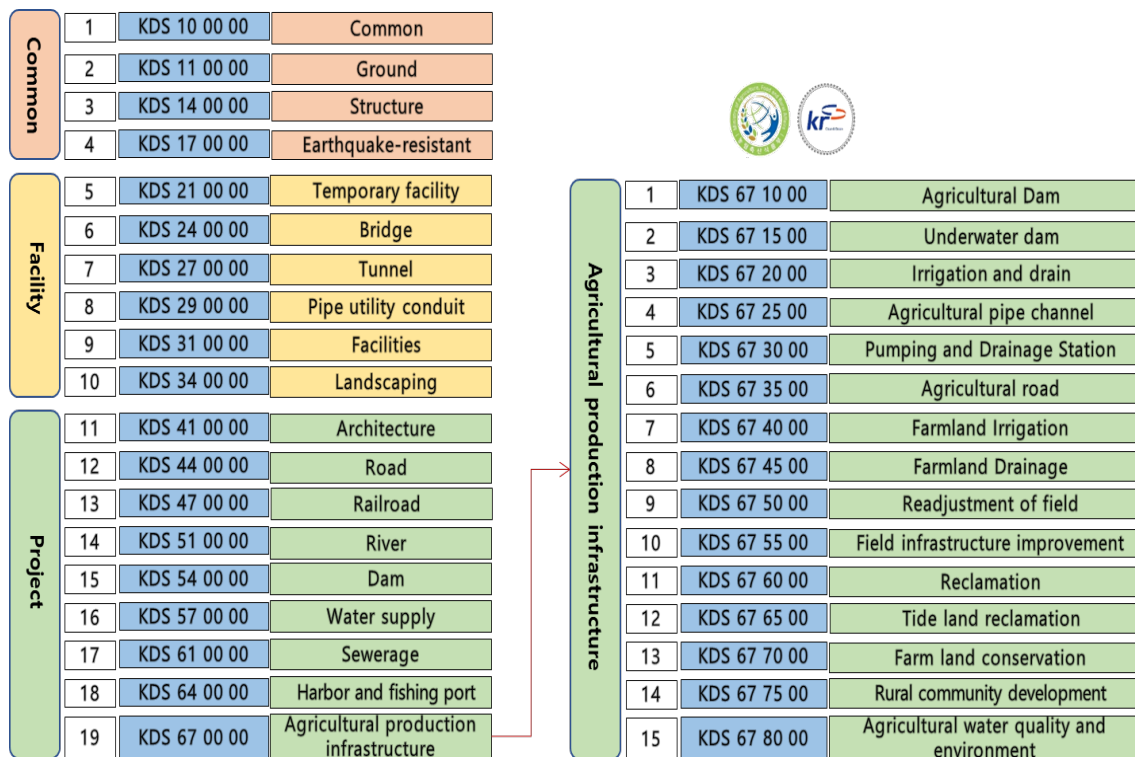 Common
1 KDS 10 00 00 Common
2 KDS 11 00 00 Ground
3 KDS 14 00 00 Structure
4 KDS 17 00 00 Earthquake-resistant
Facility
5 KDS 21 00 00 Temporary facility
6 KDS 24 00 00 Bridge
7 KDS 27 00 00 Tunnel
8 KDS 29 00 00 Pipe utility conduit
9 KDS 31 00 00 Facilities
10 KDS 34 00 00 Landscaping
Project
11 KDS 41 00 00 Architecture
12 KDS 44 00 00 Road
13 KDS 47 00 00 Railroad
14 KDS 51 00 00 River
15 KDS 54 00 00 Dam
16 KDS 57 00 00 Water supply
17 KDS 61 00 00 Sewerage
18 KDS 64 00 00 Harbor and fishing port
19 KDS 67 00 00 Agricultural production
infrastructure
kr
Agricultural production infrastructure
1 KDS 67 10 00 Agricultural Dam
2 KDS 67 15 00 Underwater dam
3 KDS 67 20 00 Irrigation and drain
4 KDS 67 25 00 Agricultural pipe channel
5 KDS 67 30 00 Pumping and Drainage Station
6 KDS 67 35 00 Agricultural road
7 KDS 67 40 00 Farmland Irrigation
8 KDS 67 45 00 Farmland Drainage
9 KDS 67 50 00 Readjustment of field
10 KDS 67 55 00 Field infrastructure improvement
11 KDS 67 60 00 Reclamation
12 KDS 67 65 00 Tide land reclamation
13 KDS 67 70 00 Farm land conservation
14 KDS 67 75 00 Rural community development
15 KDS 67 80 00 Agricultural water quality and
environment